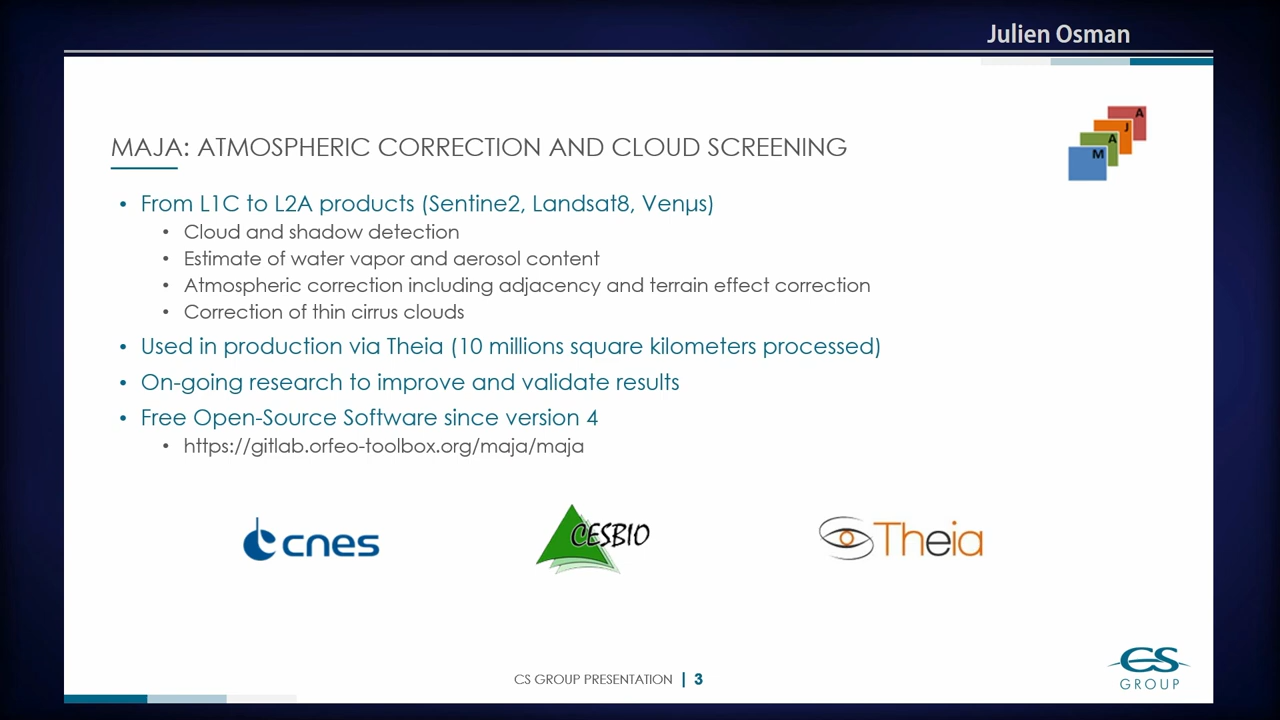 Julien Osman
MAJA: ATMOSPHERIC CORRECTION AND CLOUD SCREENING
A
J
A
M
• From L1C to L2A products (Sentine2, Landsat8, Venµs)
• Cloud and shadow detection
• Estimate of water vapor and aerosol content
• Atmospheric correction including adjacency and terrain effect correction
• Correction of thin cirrus clouds
• Used in production via Theia (10 millions square kilometers processed)
• On-going research to improve and validate results
• Free Open-Source Software since version 4
• https://gitlab.orfeo-toolbox.org/maja/maja
cnes
CESBIO
Theia
CS GROUP PRESENTATION | 3
CS
GROUP